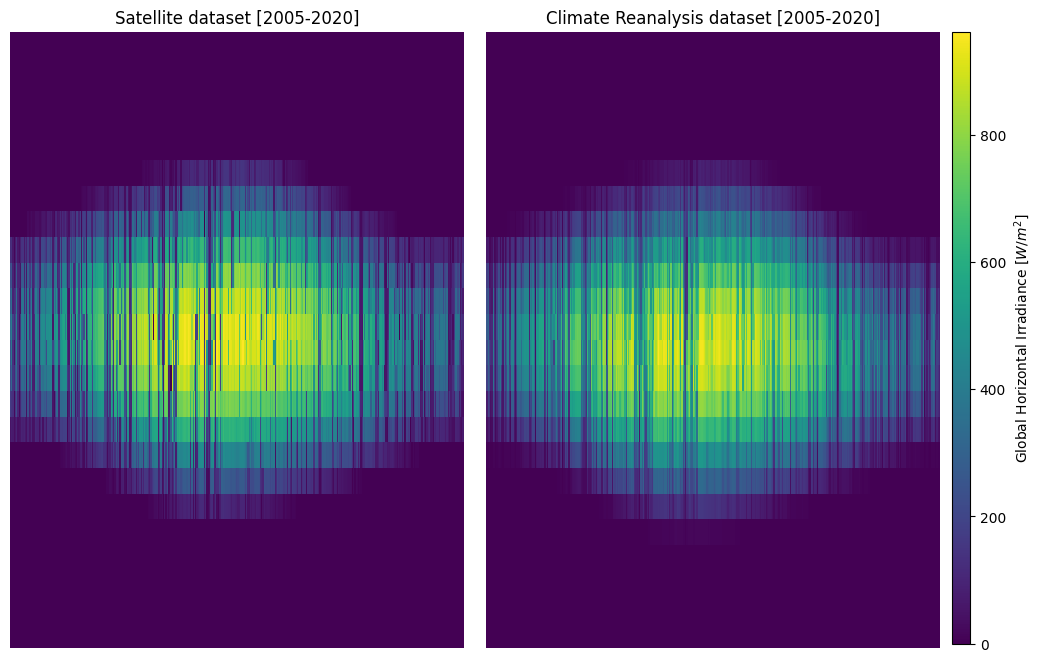 Satellite dataset [2005-2020]
Climate Reanalysis dataset [2005-2020]
800
600
400
200
0
Global Horizontal Irradiance [W/m²]